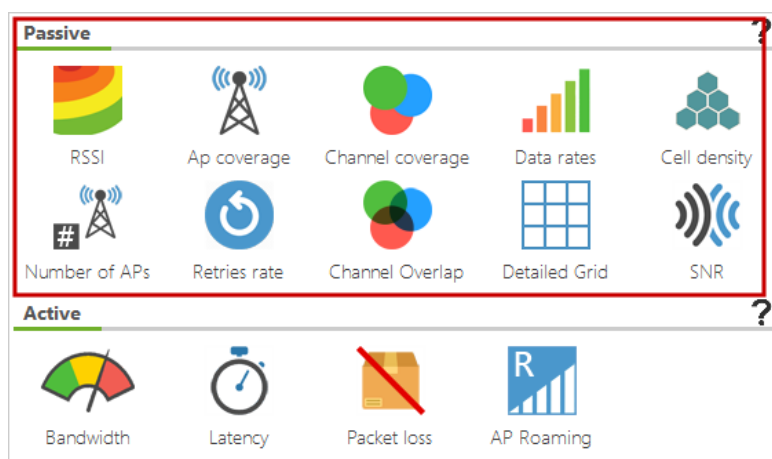 Passive ?
RSSI Ap coverage Channel coverage Data rates Cell density
#
Number of APs Retries rate Channel Overlap Detailed Grid SNR
Active ?
R
Bandwidth Latency Packet loss AP Roaming